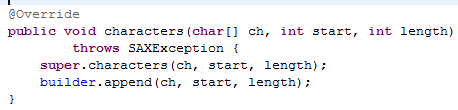 @Override
public void characters(char[] ch, int start, int length)
        throws SAXException {
    super.characters(ch, start, length);
    builder.append(ch, start, length);
}